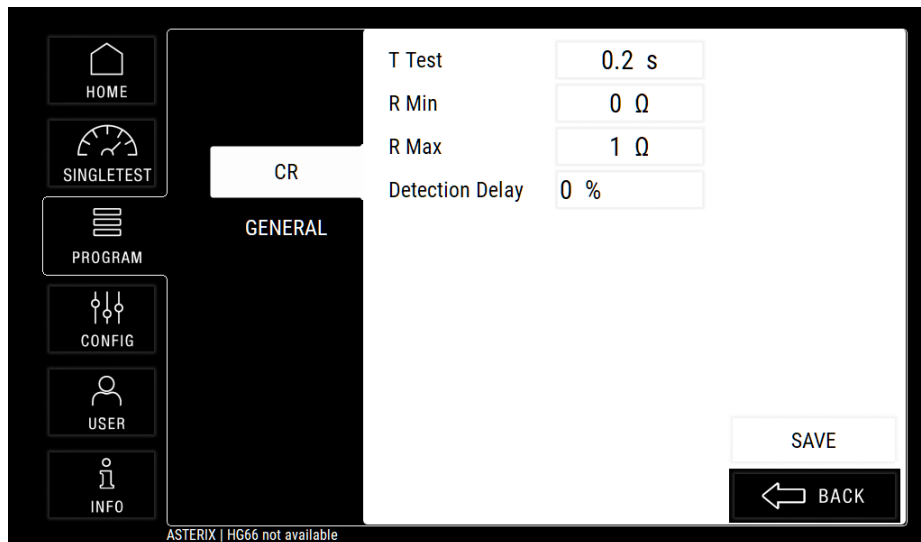 HOME
SINGLETEST
PROGRAM
CONFIG
USER
INFO
CR
GENERAL
T Test 0.2 s
R Min 0 Ω
R Max 1 Ω
Detection Delay 0 %
SAVE
BACK
ASTERIX | HG66 not available